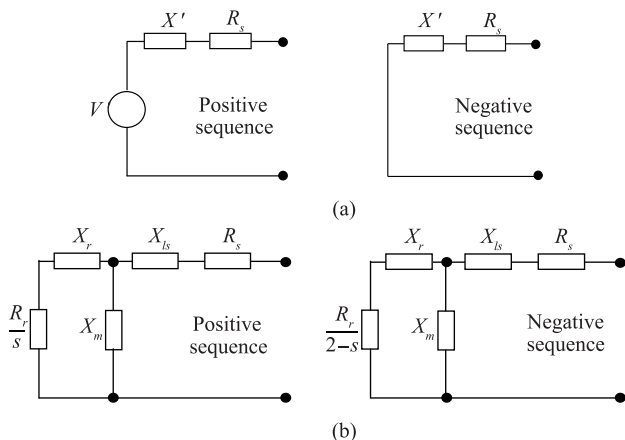 X′ R_s
V
Positive
sequence
X′ R_s
Negative
sequence
(a)
X_r X_ls R_s
R_r/s
X_m
Positive
sequence
X_r X_ls R_s
R_r/2−s
X_m
Negative
sequence
(b)